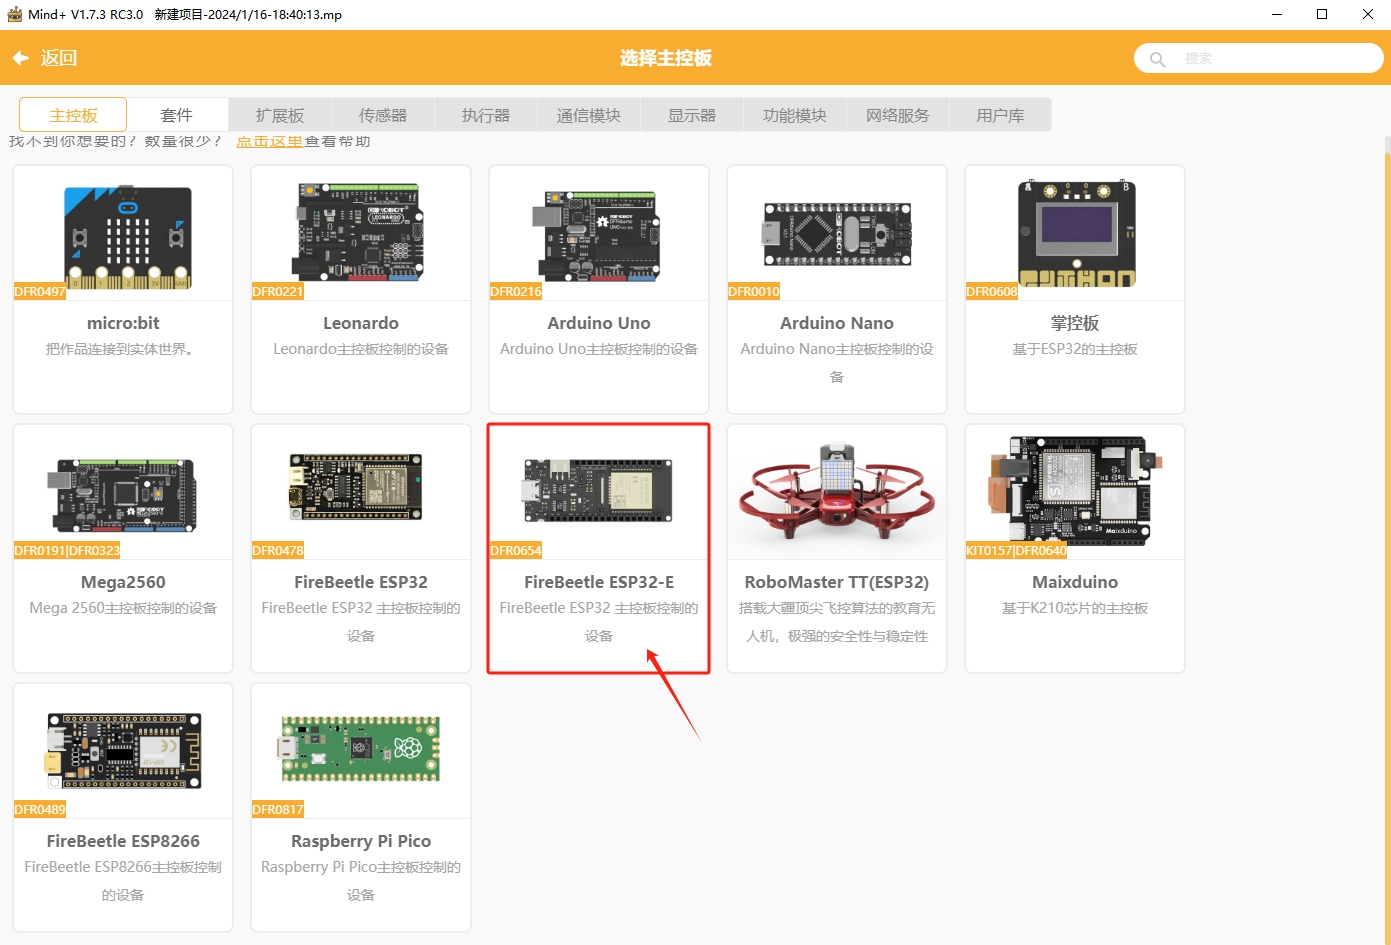 Mind+ V1.7.3 RC3.0 新建项目-2024/1/16-18:40:13.mp
返回
选择主控板
搜索
主控板 套件 扩展板 传感器 执行器 通信模块 显示器 功能模块 网络服务 用户库
找不到你想要的？数量很少？ 点击这里查看帮助
DFR0497
micro:bit
把作品连接到实体世界。
DFR0221
LEONARDO
Leonardo
Leonardo主控板控制的设备
DFR0216
Arduino Uno
Arduino Uno主控板控制的设备
DFR0010
Arduino Nano
Arduino Nano主控板控制的设
备
A B
DFR0608
掌控板
基于ESP32的主控板
DFR0191|DFR0323
Mega2560
Mega 2560主控板控制的设备
DFR0478
FireBeetle ESP32
FireBeetle ESP32 主控板控制的
设备
DFR0654
FireBeetle ESP32-E
FireBeetle ESP32 主控板控制的
设备
RoboMaster TT(ESP32)
搭载大疆顶尖飞控算法的教育无
人机，极强的安全性与稳定性
Maixduino
KIT0157|DFR0640
Maixduino
基于K210芯片的主控板
DFR0489
FireBeetle ESP8266
FireBeetle ESP8266主控板控制
的设备
DFR0817
Raspberry Pi Pico
Raspberry Pi Pico主控板控制的
设备